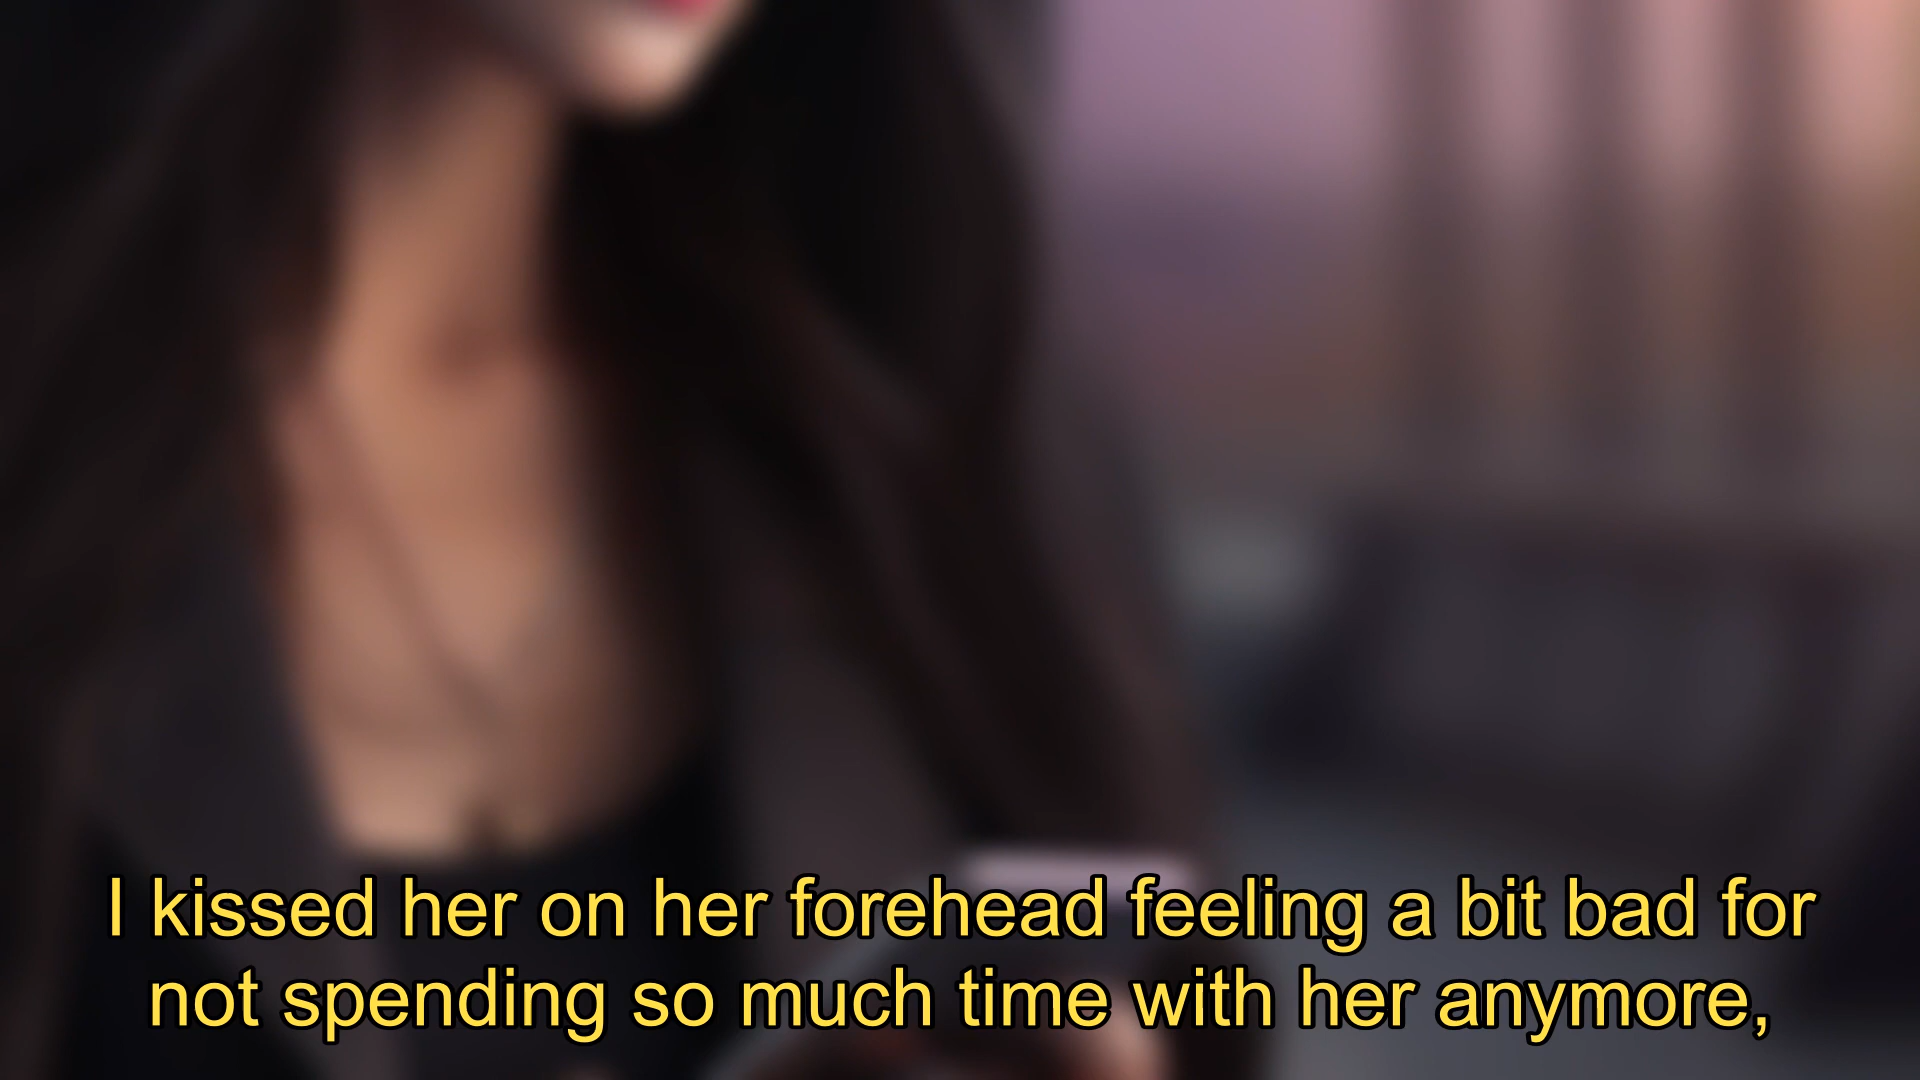 I kissed her on her forehead feeling a bit bad for
not spending so much time with her anymore,